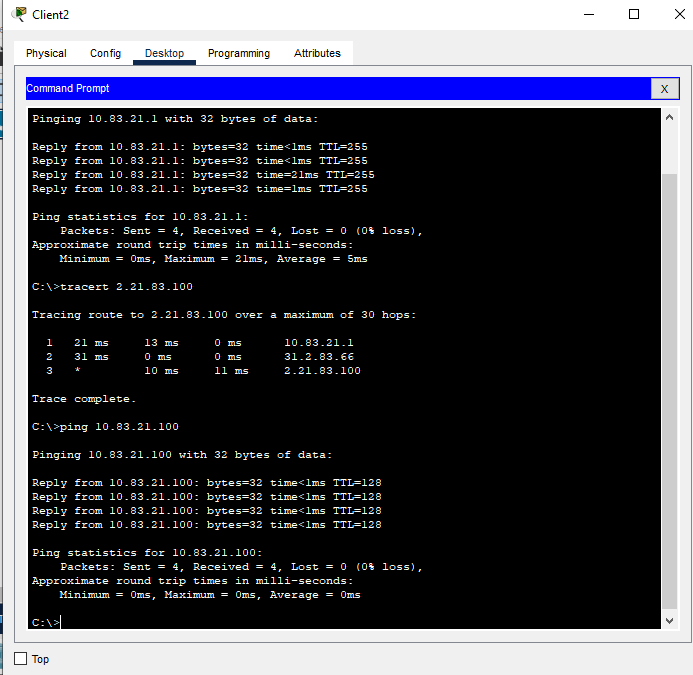 Client2
Physical Config Desktop Programming Attributes
Command Prompt X
Pinging 10.83.21.1 with 32 bytes of data:
Reply from 10.83.21.1: bytes=32 time<1ms TTL=255
Reply from 10.83.21.1: bytes=32 time<1ms TTL=255
Reply from 10.83.21.1: bytes=32 time=21ms TTL=255
Reply from 10.83.21.1: bytes=32 time=1ms TTL=255
Ping statistics for 10.83.21.1:
Packets: Sent = 4, Received = 4, Lost = 0 (0% loss),
Approximate round trip times in milli-seconds:
Minimum = 0ms, Maximum = 21ms, Average = 5ms
C:\>tracert 2.21.83.100
Tracing route to 2.21.83.100 over a maximum of 30 hops:
1 21 ms 13 ms 0 ms 10.83.21.1
2 31 ms 0 ms 0 ms 31.2.83.66
3 * 10 ms 11 ms 2.21.83.100
Trace complete.
C:\>ping 10.83.21.100
Pinging 10.83.21.100 with 32 bytes of data:
Reply from 10.83.21.100: bytes=32 time<1ms TTL=128
Reply from 10.83.21.100: bytes=32 time<1ms TTL=128
Reply from 10.83.21.100: bytes=32 time<1ms TTL=128
Reply from 10.83.21.100: bytes=32 time<1ms TTL=128
Ping statistics for 10.83.21.100:
Packets: Sent = 4, Received = 4, Lost = 0 (0% loss),
Approximate round trip times in milli-seconds:
Minimum = 0ms, Maximum = 0ms, Average = 0ms
C:\>
Top